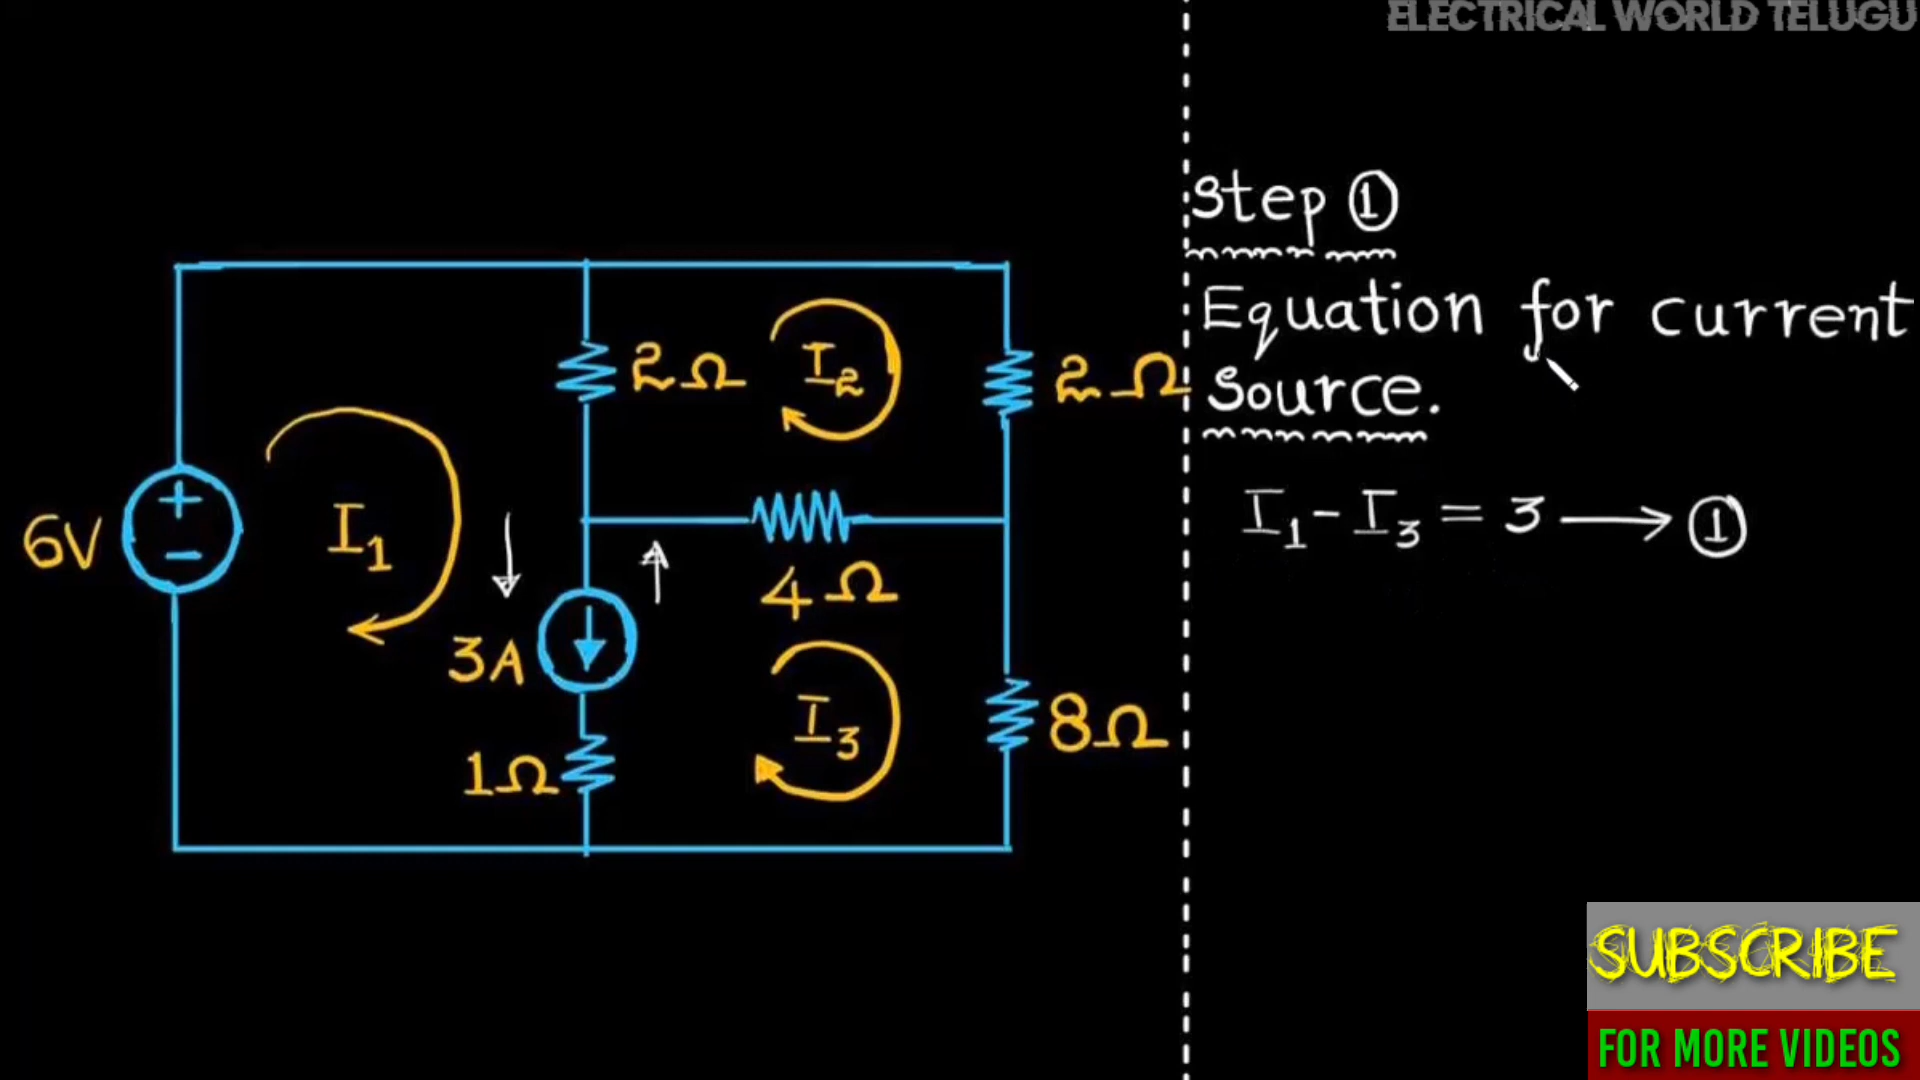 ELECTRICAL WORLD TELUGU
Step ①
Equation for current
Source.
I₁ - I₃ = 3 ⟶ ①
2Ω
I₂
2Ω
I₁
6V
+
−
4Ω
3A
I₃
8Ω
1Ω
SUBSCRIBE
FOR MORE VIDEOS